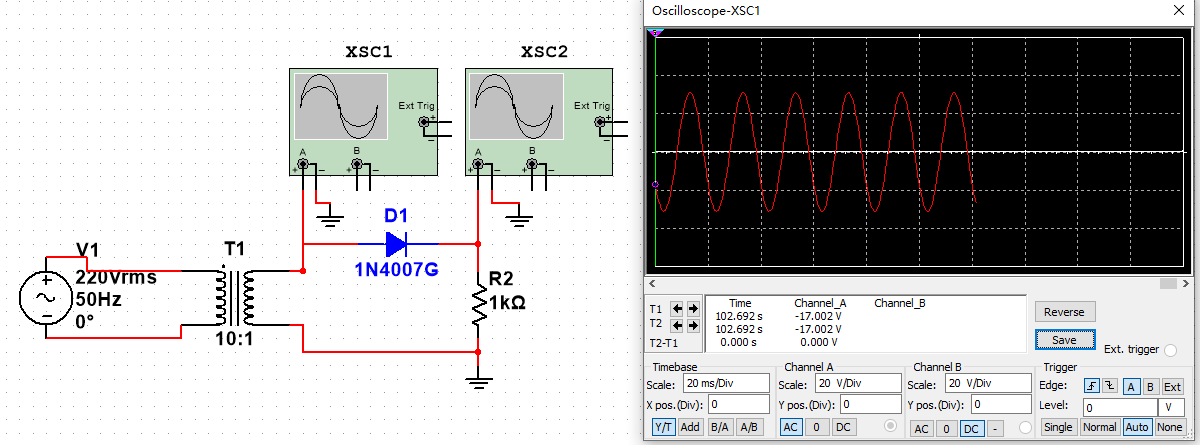 XSC1
XSC2
Ext Trig
+
−
A
B
+ − + −
Ext Trig
+
−
A
B
+ − + −
D1
1N4007G
V1
220Vrms
50Hz
0°
T1
10:1
R2
1kΩ
Oscilloscope-XSC1
Time Channel_A Channel_B
T1 102.692 s -17.002 V
T2 102.692 s -17.002 V
T2-T1 0.000 s 0.000 V
Reverse
Save
Ext. trigger
Timebase
Scale: 20 ms/Div
X pos.(Div): 0
Y/T Add B/A A/B
Channel A
Scale: 20 V/Div
Y pos.(Div): 0
AC 0 DC
Channel B
Scale: 20 V/Div
Y pos.(Div): 0
AC 0 DC -
Trigger
Edge: A B Ext
Level: 0 V
Single Normal Auto None